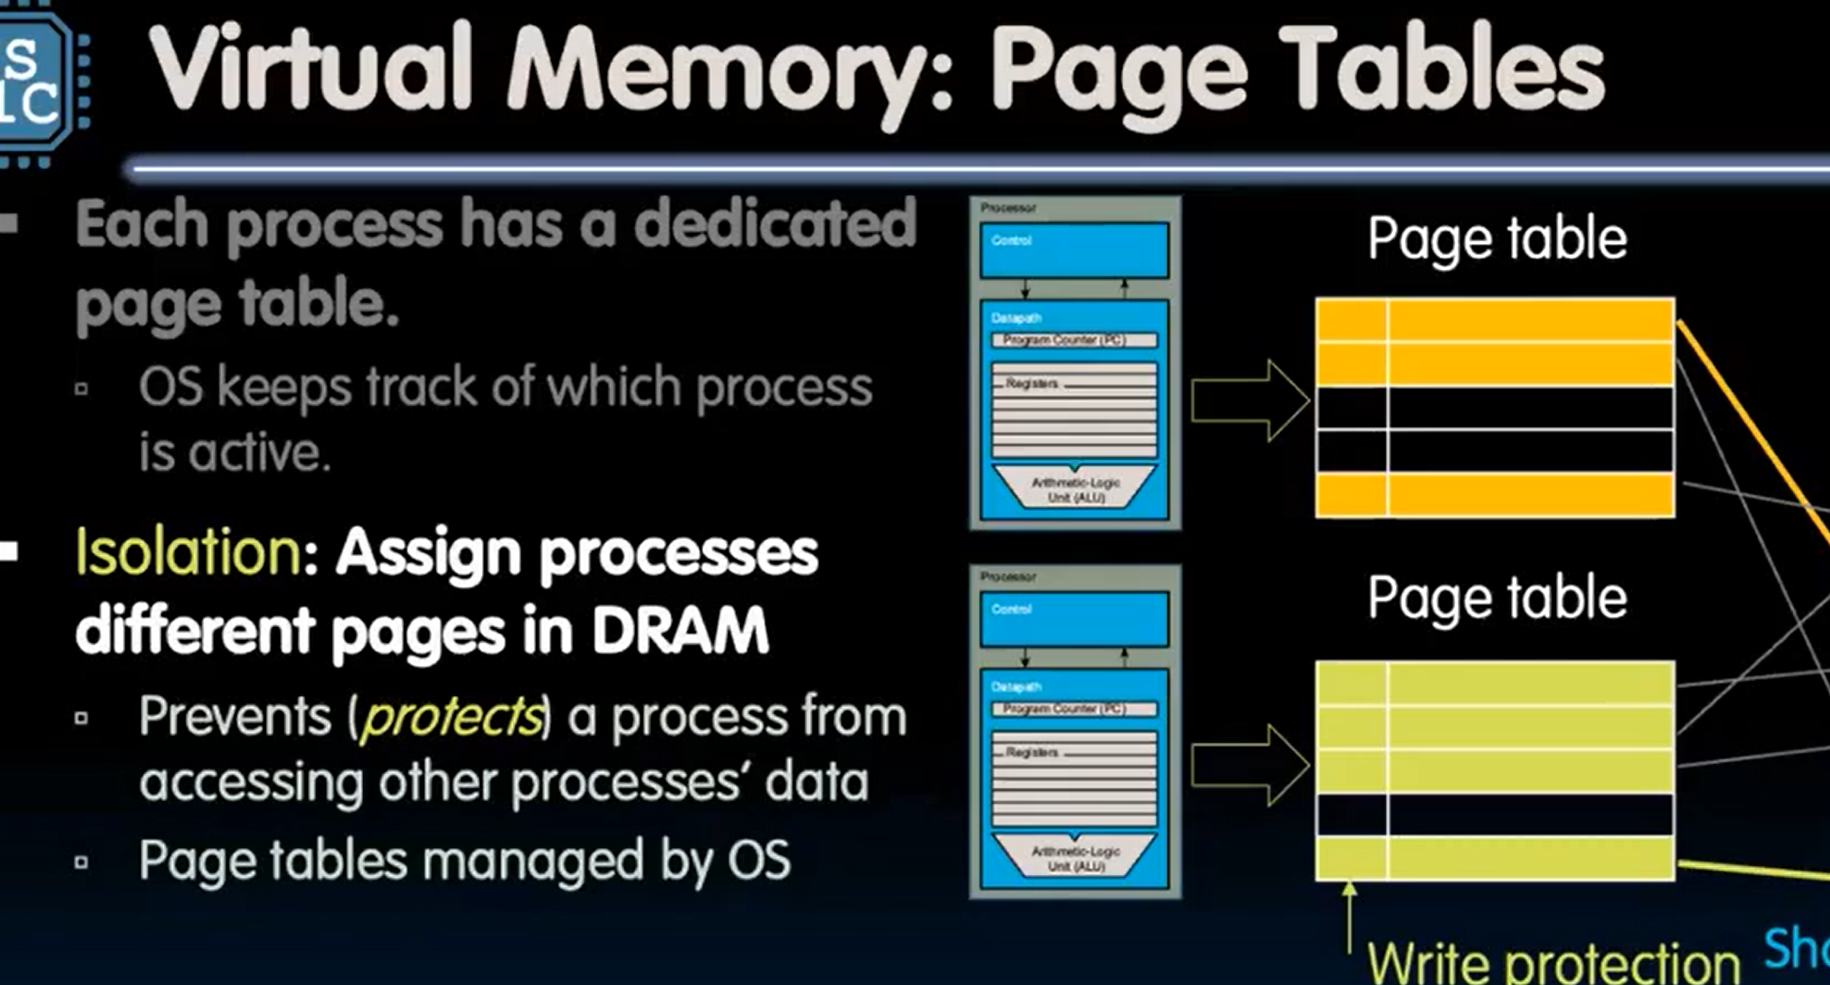 S
Virtual Memory: Page Tables
Each process has a dedicated
page table.
OS keeps track of which process
is active.
Isolation: Assign processes
different pages in DRAM
Prevents (protects) a process from
accessing other processes’ data
Page tables managed by OS
Processor
Control
Datapath
Program Counter (PC)
Registers
Arithmetic-Logic
Unit (ALU)
Page table
Processor
Control
Datapath
Program Counter (PC)
Registers
Arithmetic-Logic
Unit (ALU)
Page table
Write protection